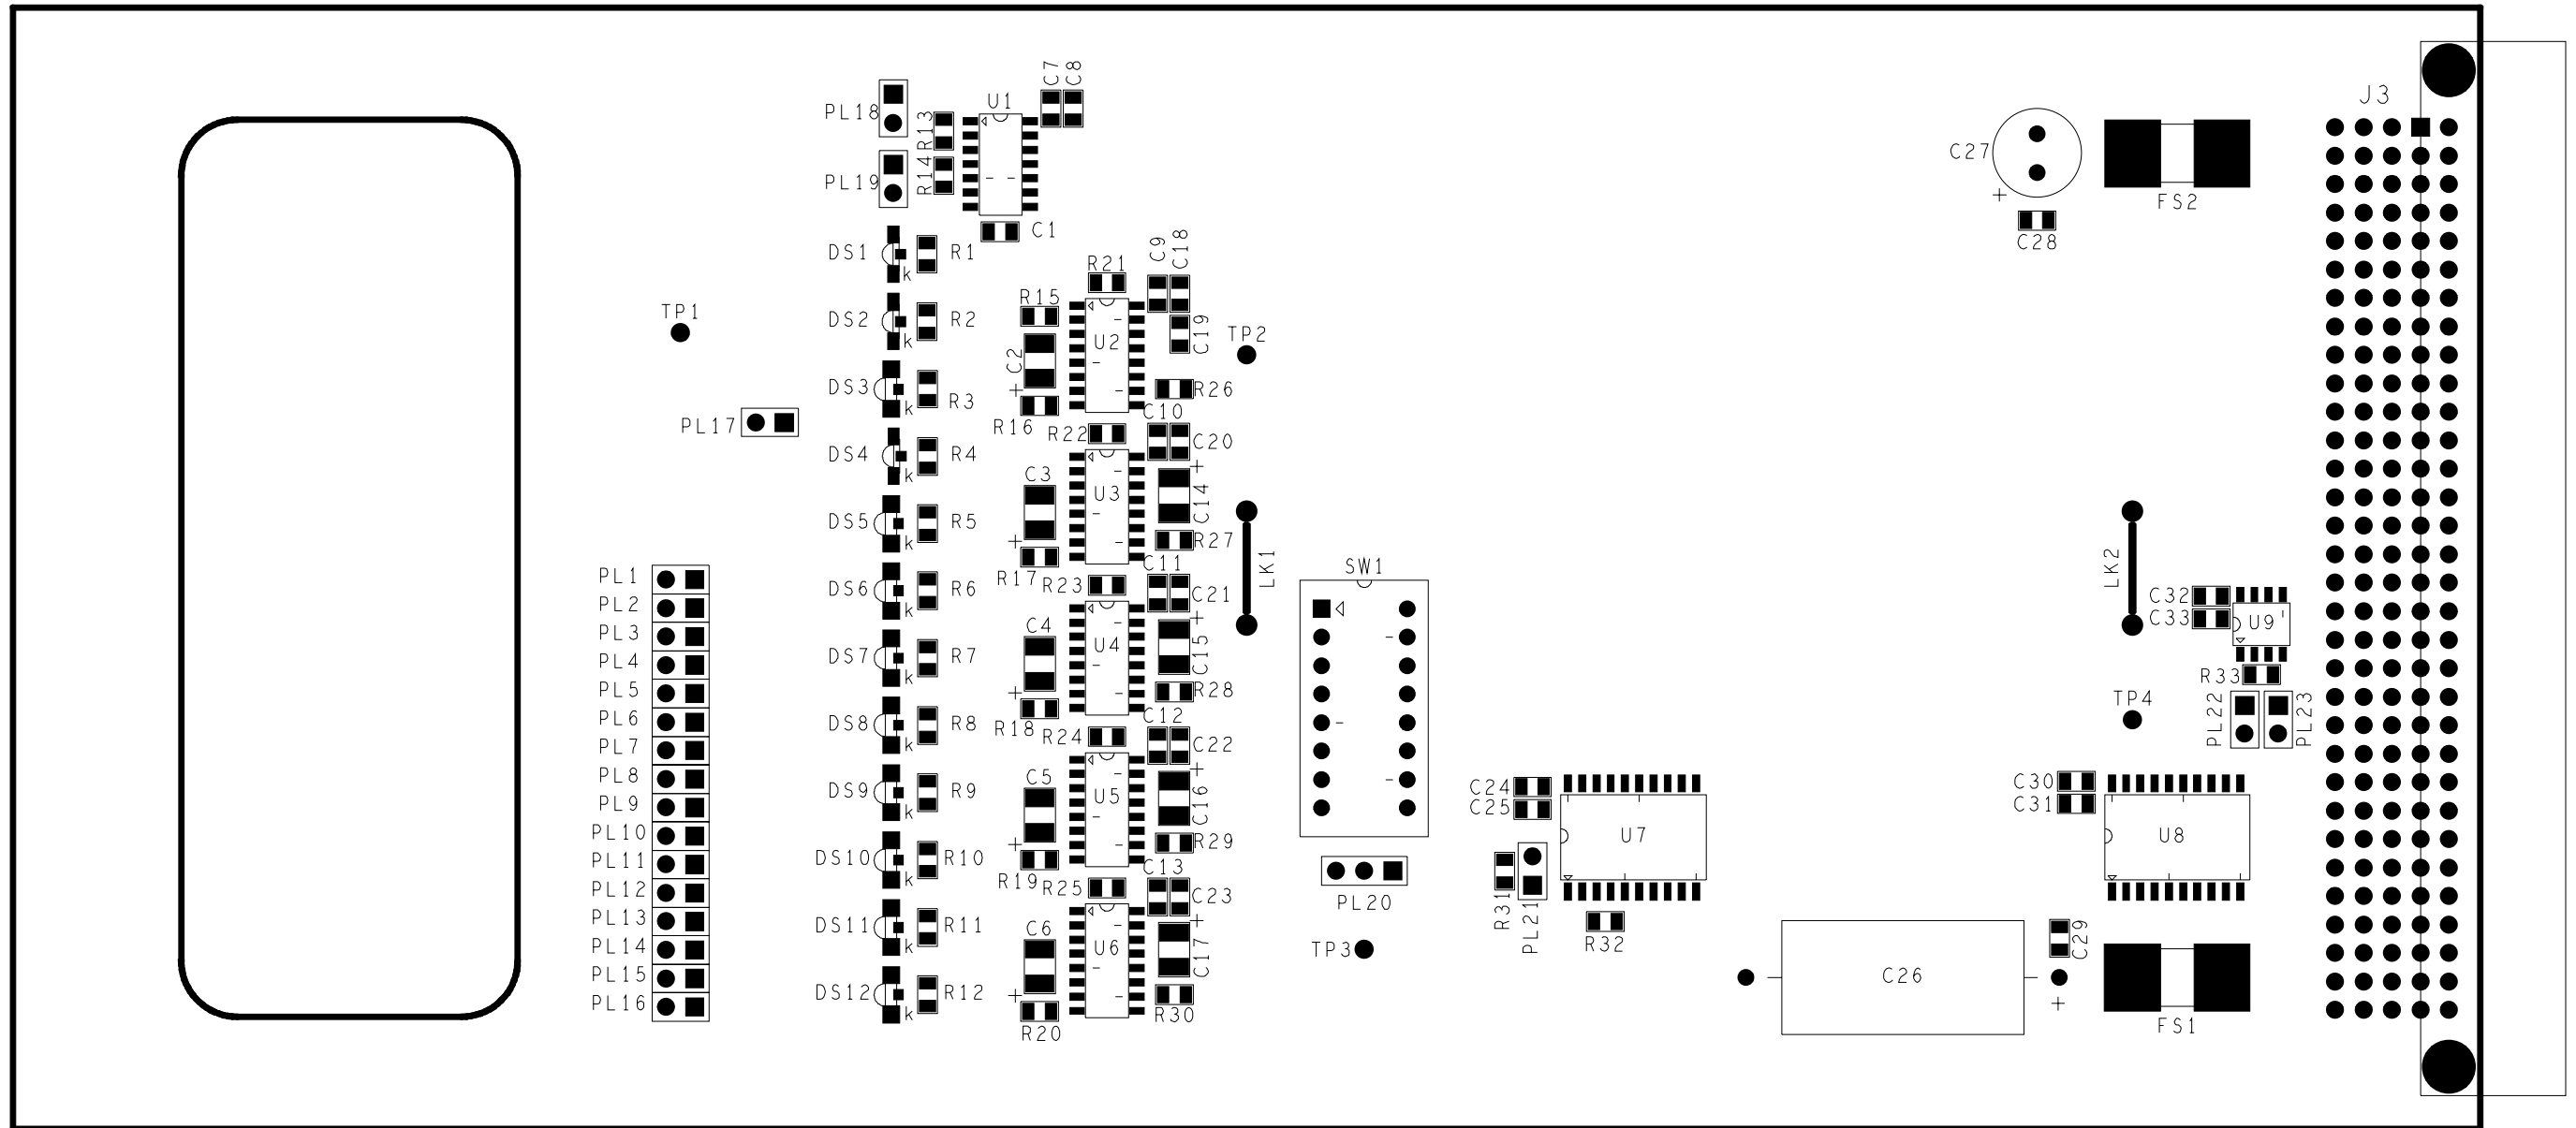 C7
C8
U1
J3
PL18
R13
C27
PL19
R14
FS2
C1
C28
DS1
k
R1
R21
C9
C18
R15
TP1
DS2
k
R2
C2
+
U2
C19
TP2
DS3
k
R3
R26
PL17
R16
R22
C10
C20
+
DS4
k
R4
C3
+
U3
C14
DS5
k
R5
R27
R17
R23
C11
C21
+
LK1
SW1
LK2
PL1
DS6
k
R6
C32
C33
U9
PL2
PL3
C4
+
U4
C15
PL4
DS7
k
R7
R33
PL5
R28
TP4
PL22
PL23
PL6
DS8
k
R8
R18
R24
C12
C22
+
PL7
PL8
C5
+
U5
C16
C24
C25
C30
C31
PL9
DS9
k
R9
PL10
R29
U7
U8
PL11
DS10
k
R10
R19
R25
C13
C23
+
PL12
PL20
R31
PL21
PL13
DS11
k
R11
C6
+
U6
C17
R32
C29
PL14
TP3
PL15
C26
+
PL16
DS12
k
R12
R20
R30
FS1
+